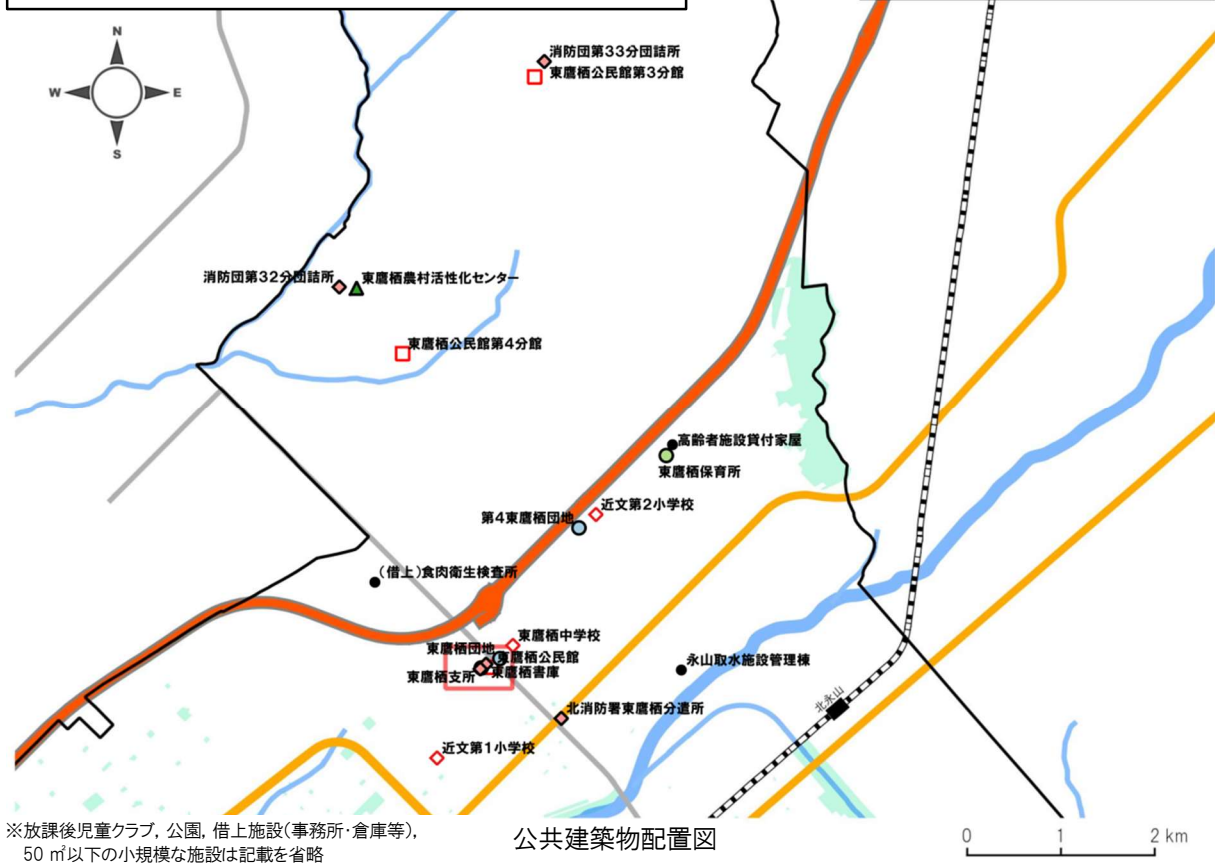 N
W
E
S
消防団第33分団詰所
東鷹栖公民館第3分館
消防団第32分団詰所
東鷹栖農村活性化センター
東鷹栖公民館第4分館
高齢者施設貸付家屋
東鷹栖保育所
近文第2小学校
第4東鷹栖団地
(借上)食肉衛生検査所
東鷹栖中学校
東鷹栖団地
東鷹栖公民館
東鷹栖支所
東鷹栖書庫
永山取水施設管理棟
北永山
北消防署東鷹栖分遣所
近文第1小学校
※放課後児童クラブ, 公園, 借上施設(事務所・倉庫等),
50 ㎡以下の小規模な施設は記載を省略
公共建築物配置図
0 1 2 km